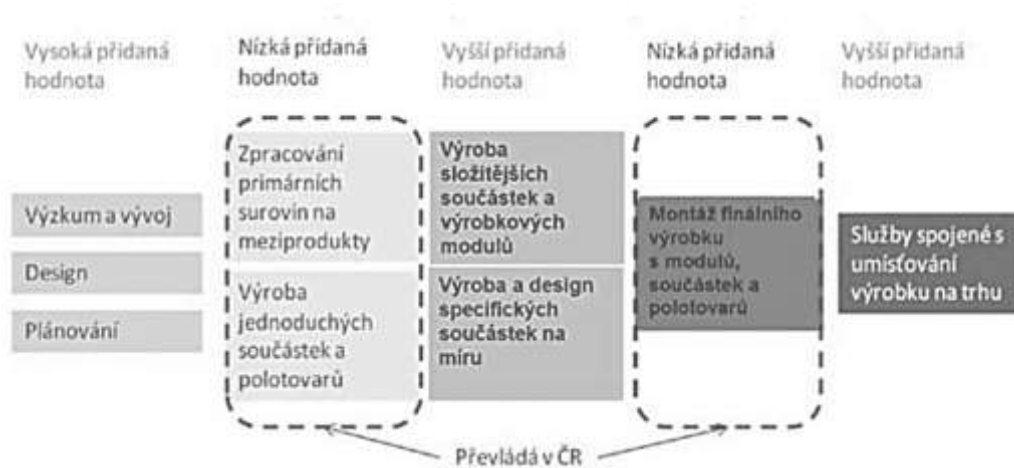 Vysoká přidaná
hodnota
Nízká přidaná
hodnota
Vyšší přidaná
hodnota
Nízká přidaná
hodnota
Vyšší přidaná
hodnota
Výzkum a vývoj
Design
Plánování
Zpracování
primárních
surovin na
meziprodukty
Výroba
jednoduchých
součástek a
polotovarů
Výroba
složitějších
součástek a
výrobkových
modulů
Výroba a design
specifických
součástek na
míru
Montáž finálního
výrobku
s modulů,
součástek a
polotovarů
Služby spojené s
umísťování
výrobku na trhu
Převládá v ČR